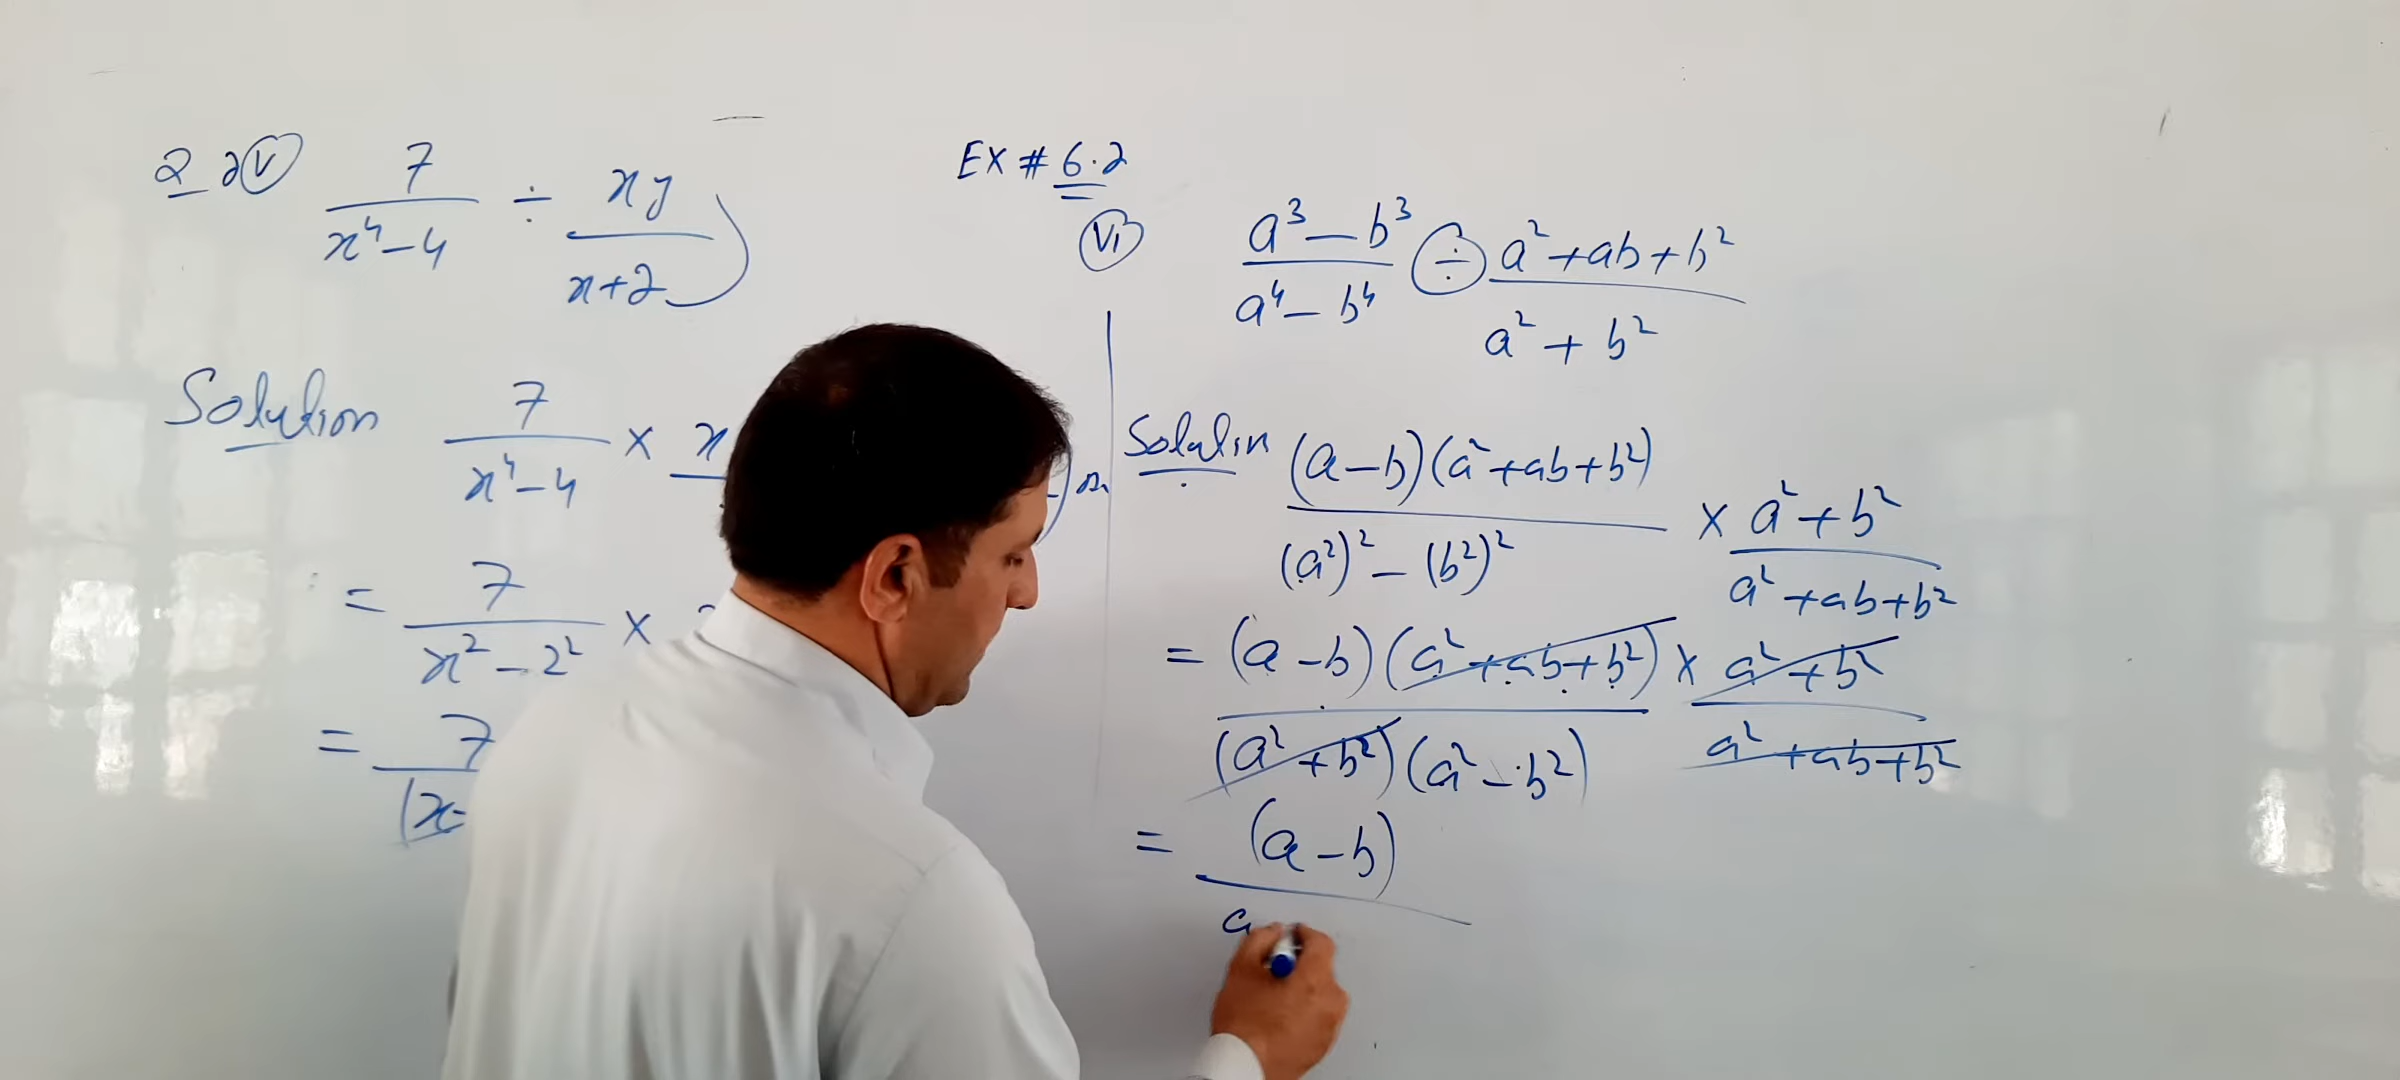 Q 2 (v) 7/(x⁴-4) ÷ xy/(x+2)
Solution 7/(x⁴-4) × x
= 7/(x²-2²) ×
= 7/(x-
EX # 6.2
(vi) (a³-b³)/(a⁴-b⁴) ÷ (a²+ab+b²)/(a²+b²)
Solution (a-b)(a²+ab+b²)/((a²)²-(b²)²) × (a²+b²)/(a²+ab+b²)
= (a-b)(a²+ab+b²)/((a²+b²)(a²-b²)) × (a²+b²)/(a²+ab+b²)
= (a-b)/a